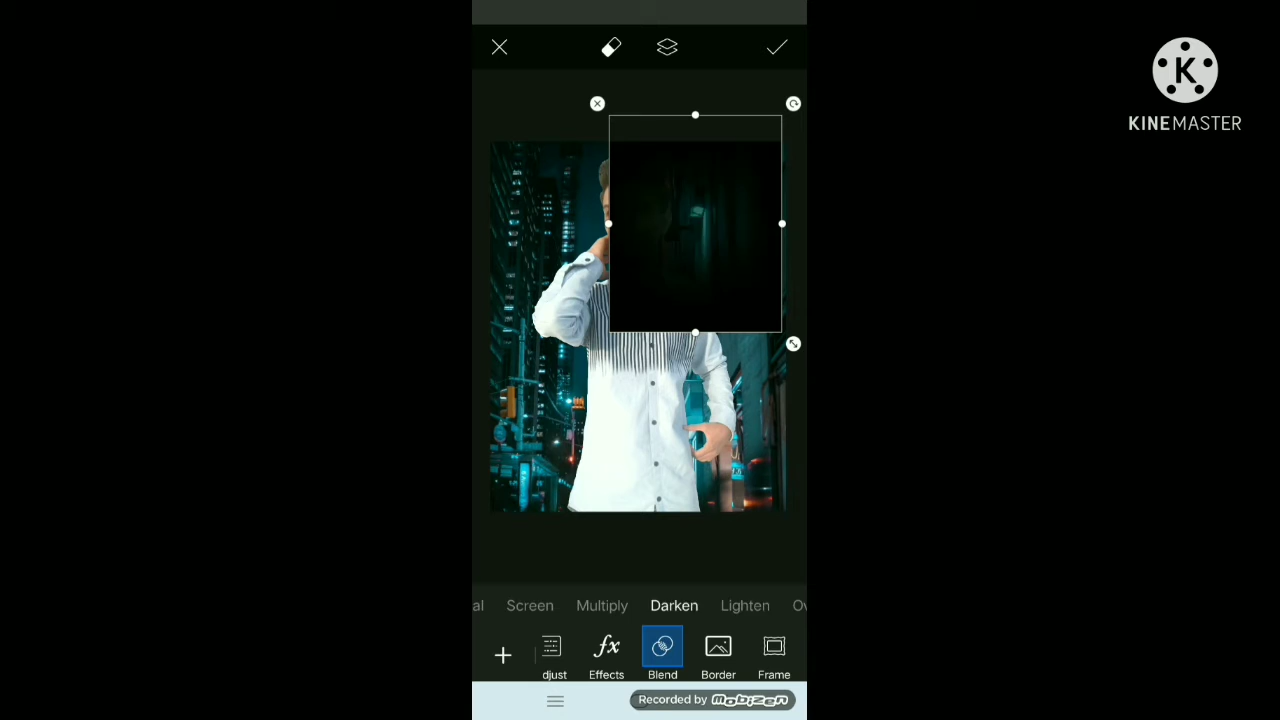 K
KINEMASTER
al Screen Multiply Darken Lighten Ov
djust Effects Blend Border Frame
Recorded by MOBIZEN